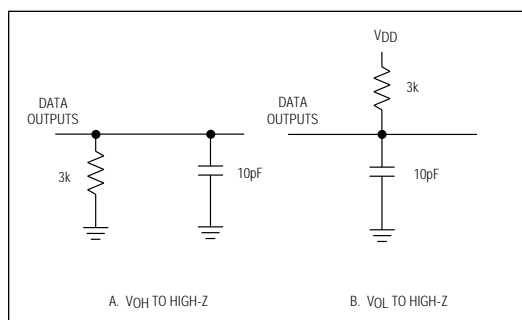 VDD
3k
DATA
OUTPUTS
10pF
A. VOH TO HIGH-Z
DATA
OUTPUTS
3k
10pF
B. VOL TO HIGH-Z